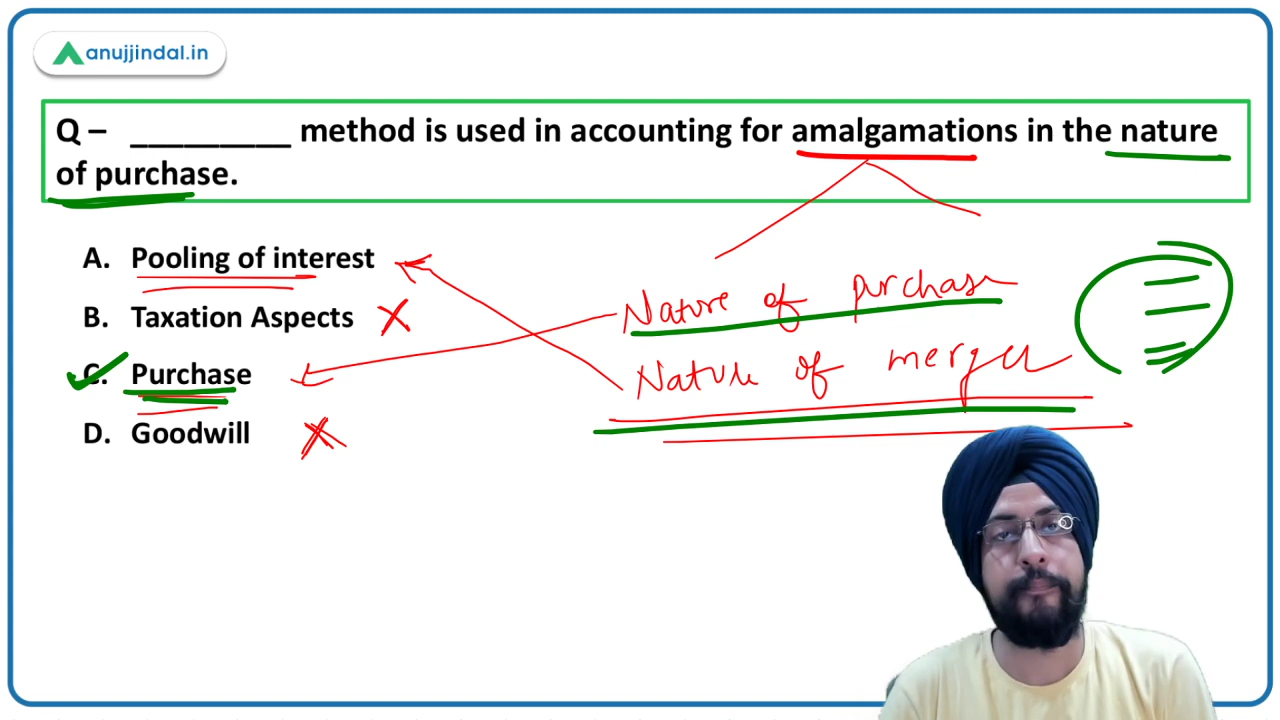 anujjindal.in
Q – _________ method is used in accounting for amalgamations in the nature
of purchase.
A. Pooling of interest
B. Taxation Aspects
C. Purchase
D. Goodwill
Nature of purchase
Nature of merger